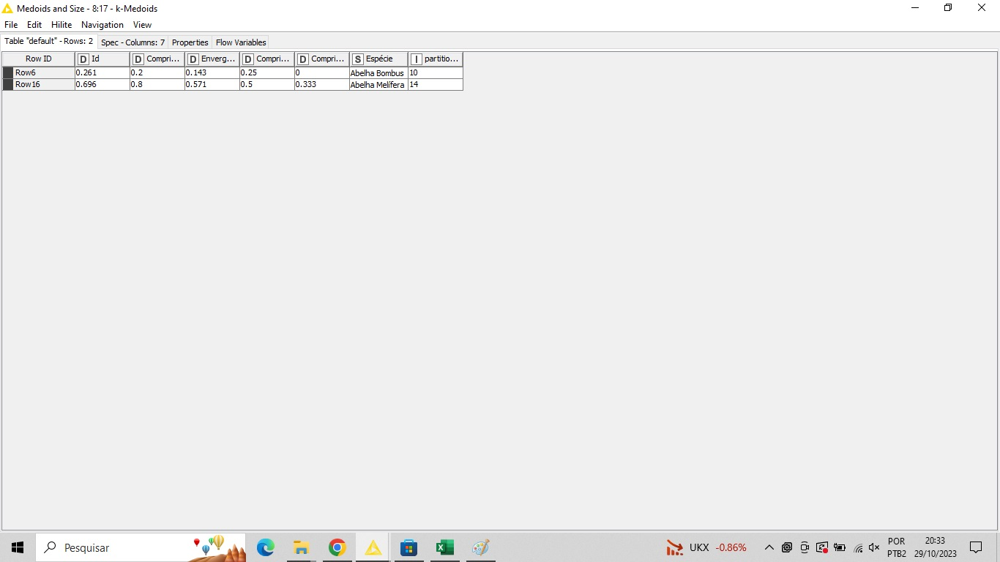 Medoids and Size - 8:17 - k-Medoids
File Edit Hilite Navigation View
Table "default" - Rows: 2 Spec - Columns: 7 Properties Flow Variables
Row ID D Id D Compri... D Enverg... D Compri... D Compri... S Espécie I partitio...
Row6 0.261 0.2 0.143 0.25 0 Abelha Bombus 10
Row16 0.696 0.8 0.571 0.5 0.333 Abelha Melífera 14
Pesquisar UKX -0.86% POR 20:33
PTB2 29/10/2023